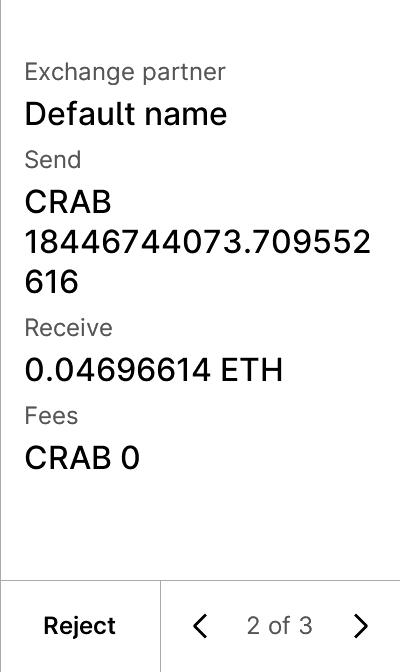 Exchange partner
Default name
Send
CRAB
18446744073.709552
616
Receive
0.04696614 ETH
Fees
CRAB 0
Reject
2 of 3